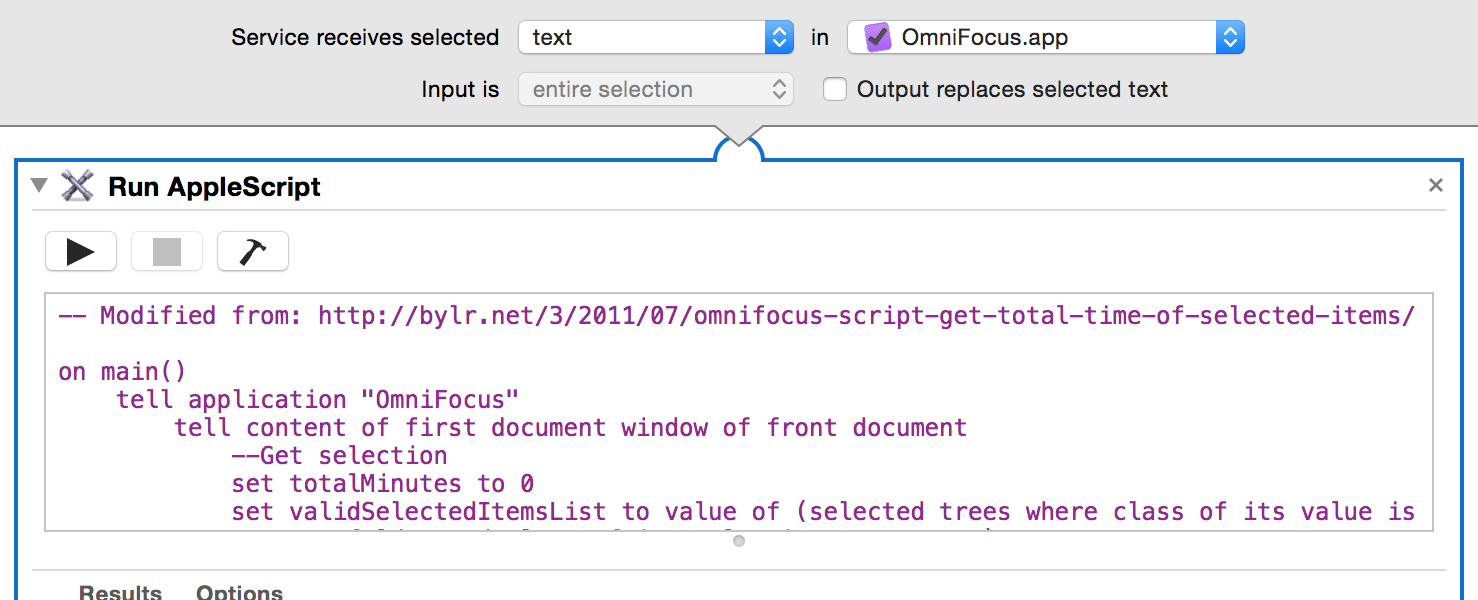 Service receives selected text in OmniFocus.app
Input is entire selection Output replaces selected text
Run AppleScript
-- Modified from: http://bylr.net/3/2011/07/omnifocus-script-get-total-time-of-selected-items/
on main()
tell application "OmniFocus"
tell content of first document window of front document
--Get selection
set totalMinutes to 0
set validSelectedItemsList to value of (selected trees where class of its value is
Results Options